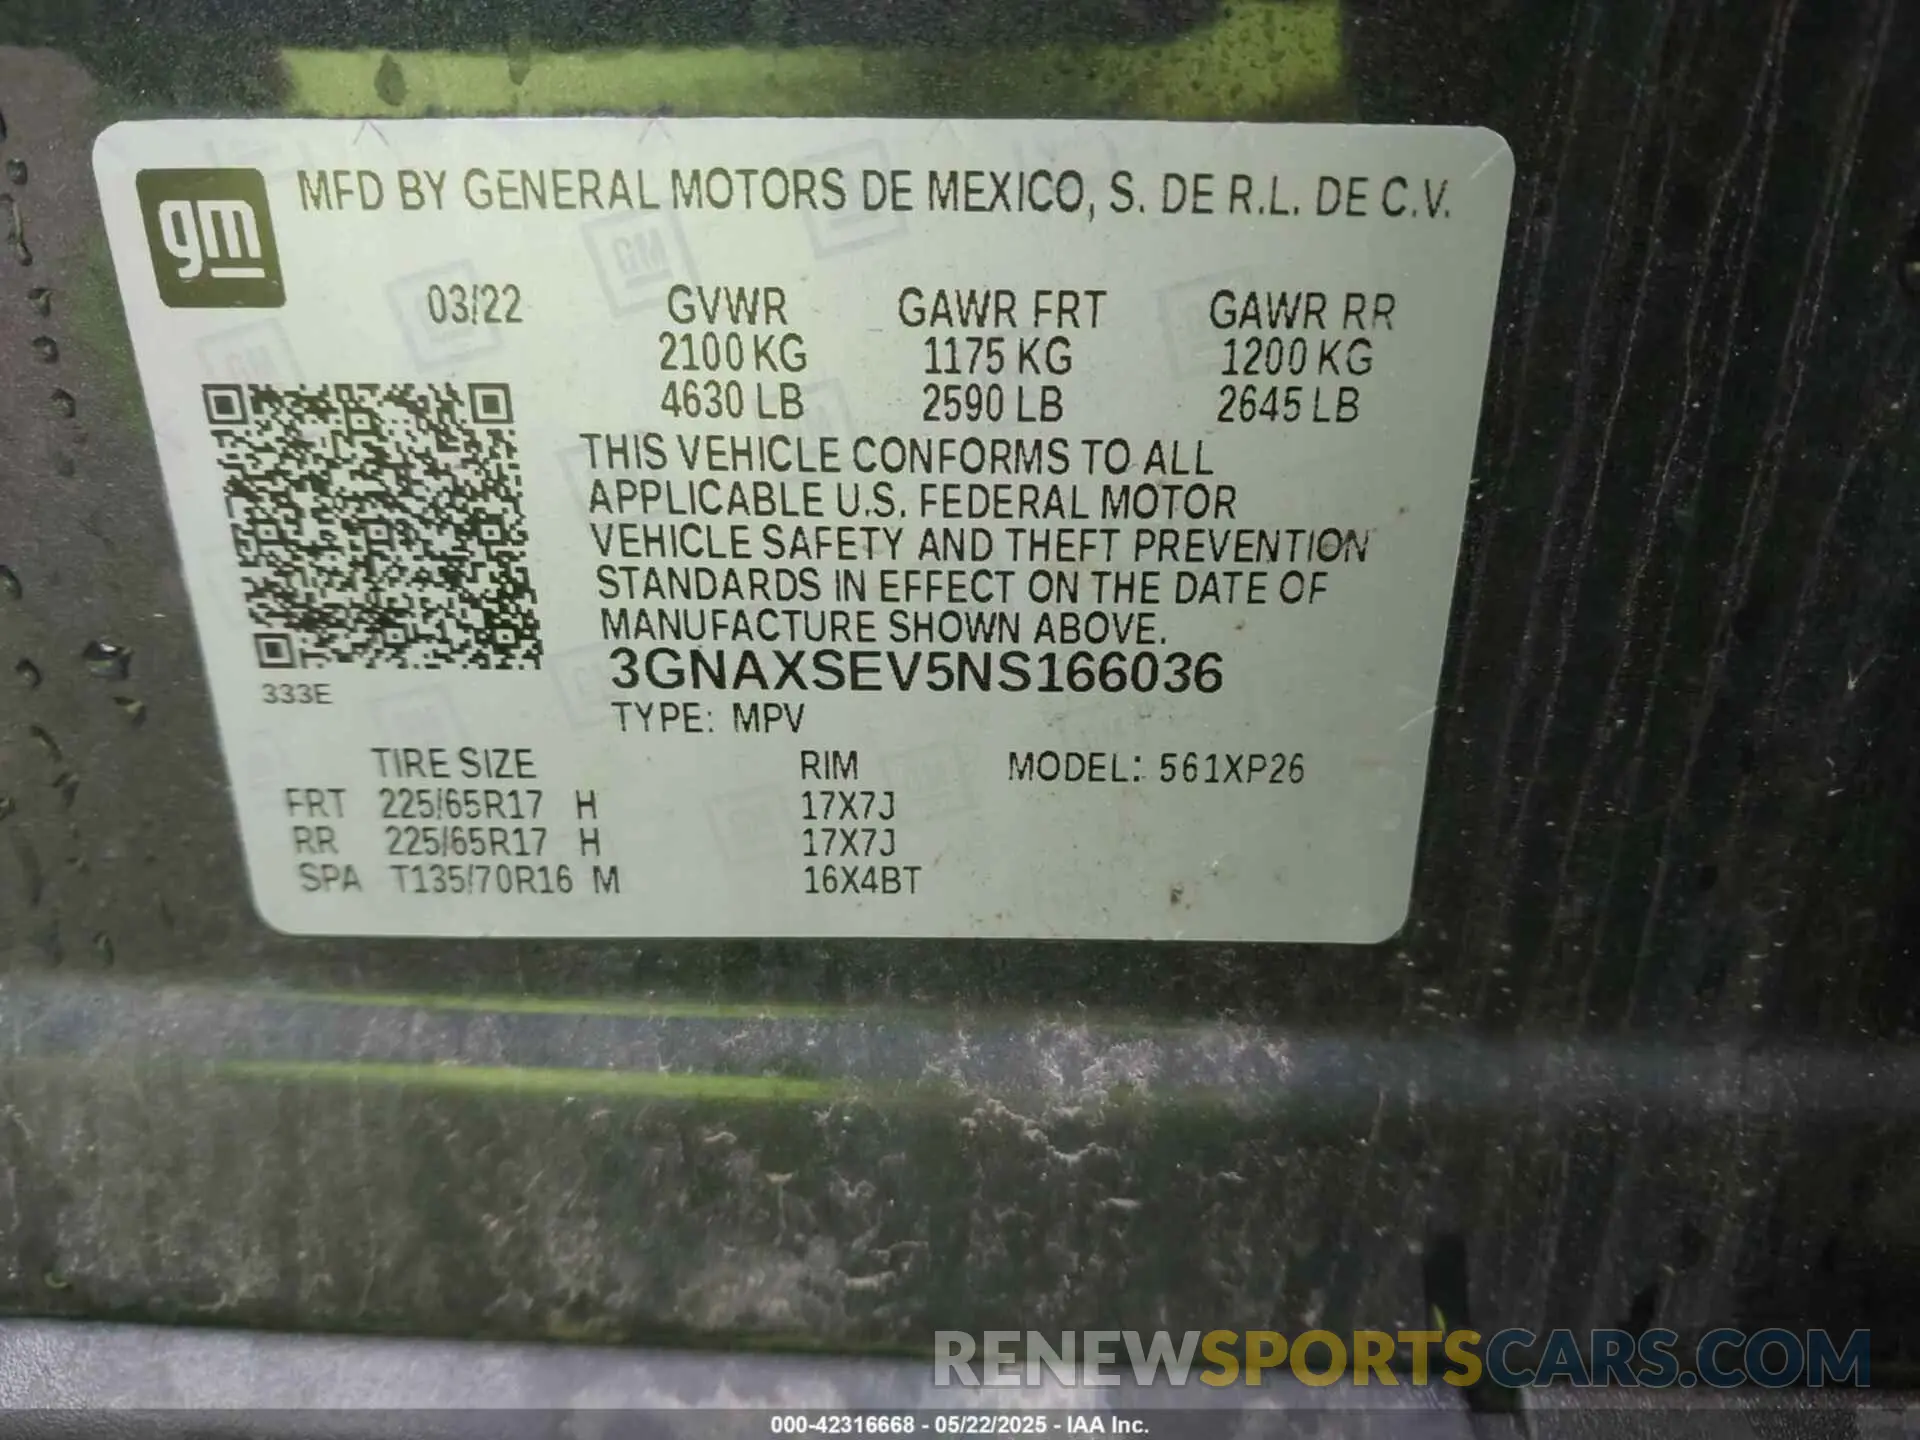 gm
MFD BY GENERAL MOTORS DE MEXICO, S. DE R.L. DE C.V.
03/22 GVWR GAWR FRT GAWR RR
2100 KG 1175 KG 1200 KG
4630 LB 2590 LB 2645 LB
THIS VEHICLE CONFORMS TO ALL
APPLICABLE U.S. FEDERAL MOTOR
VEHICLE SAFETY AND THEFT PREVENTION
STANDARDS IN EFFECT ON THE DATE OF
MANUFACTURE SHOWN ABOVE.
3GNAXSEV5NS166036
333E
TYPE: MPV
TIRE SIZE RIM MODEL: 561XP26
FRT 225/65R17 H 17X7J
RR 225/65R17 H 17X7J
SPA T135/70R16 M 16X4BT
RENEWSPORTSCARS.COM
000-42316668 - 05/22/2025 - IAA Inc.